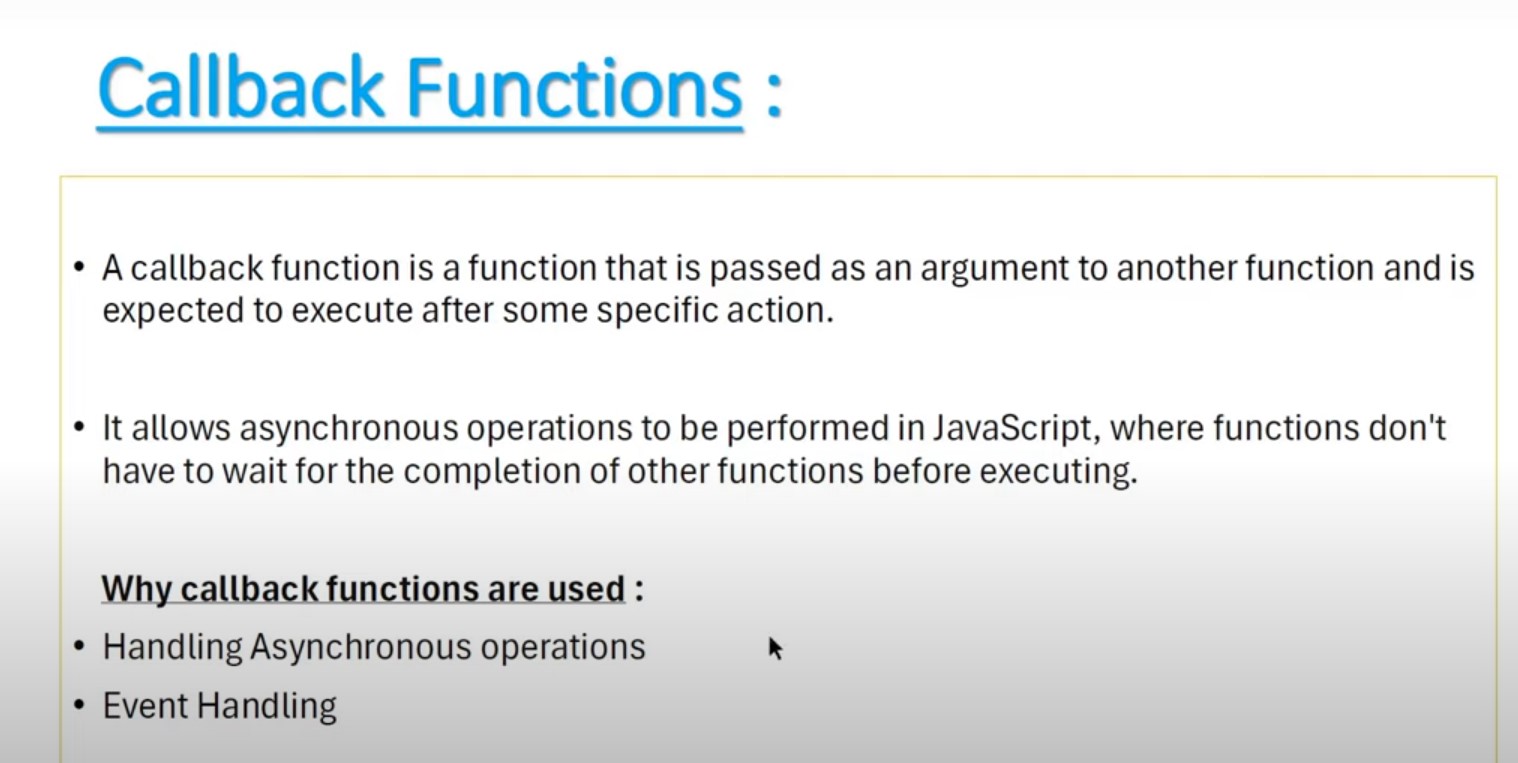 Callback Functions :
• A callback function is a function that is passed as an argument to another function and is
expected to execute after some specific action.
• It allows asynchronous operations to be performed in JavaScript, where functions don't
have to wait for the completion of other functions before executing.
Why callback functions are used :
• Handling Asynchronous operations
• Event Handling